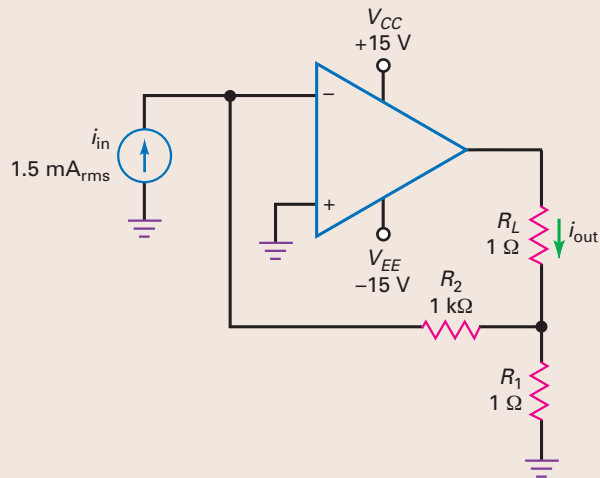 V_CC
+15 V
−
i_in
1.5 mA_rms
+
V_EE
−15 V
R_L
1 Ω
i_out
R_2
1 kΩ
R_1
1 Ω